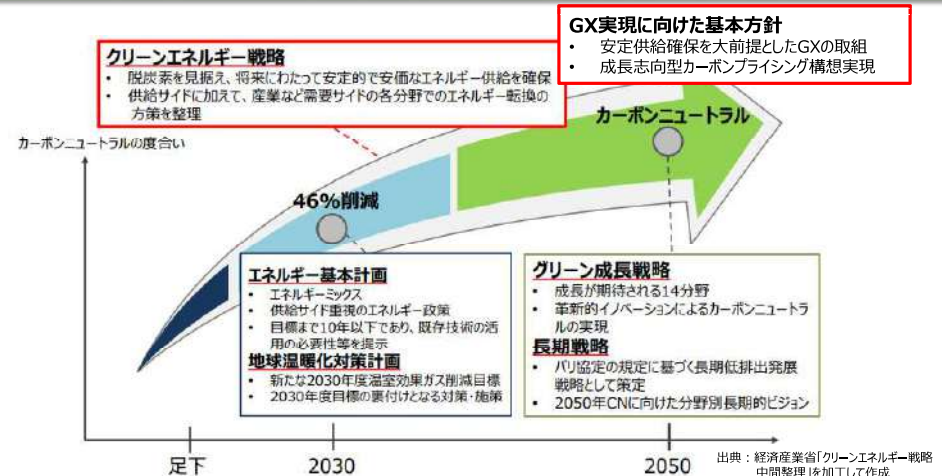 GX実現に向けた基本方針
• 安定供給確保を大前提としたGXの取組
• 成長志向型カーボンプライシング構想実現
クリーンエネルギー戦略
• 脱炭素を見据え、将来にわたって安定的で安価なエネルギー供給を確保
• 供給サイドに加えて、産業など需要サイドの各分野でのエネルギー転換の
方策を整理
カーボンニュートラル
カーボンニュートラルの度合い
46%削減
エネルギー基本計画
• エネルギーミックス
• 供給サイド重視のエネルギー政策
• 目標まで10年以下であり、既存技術の活
用の必要性等を提示
地球温暖化対策計画
• 新たな2030年度温室効果ガス削減目標
• 2030年度目標の裏付けとなる対策・施策
グリーン成長戦略
• 成長が期待される14分野
• 革新的イノベーションによるカーボンニュートラ
ルの実現
長期戦略
• パリ協定の規定に基づく長期低排出発展
戦略として策定
• 2050年CNに向けた分野別長期的ビジョン
足下
2030
2050
出典：経済産業省「クリーンエネルギー戦略
中間整理」を加工して作成